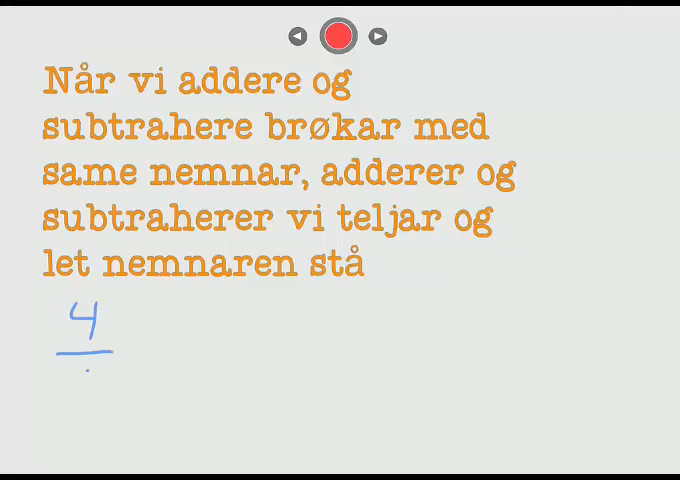 Når vi addere og
subtrahere brøkar med
same nemnar, adderer og
subtraherer vi teljar og
let nemnaren stå
4